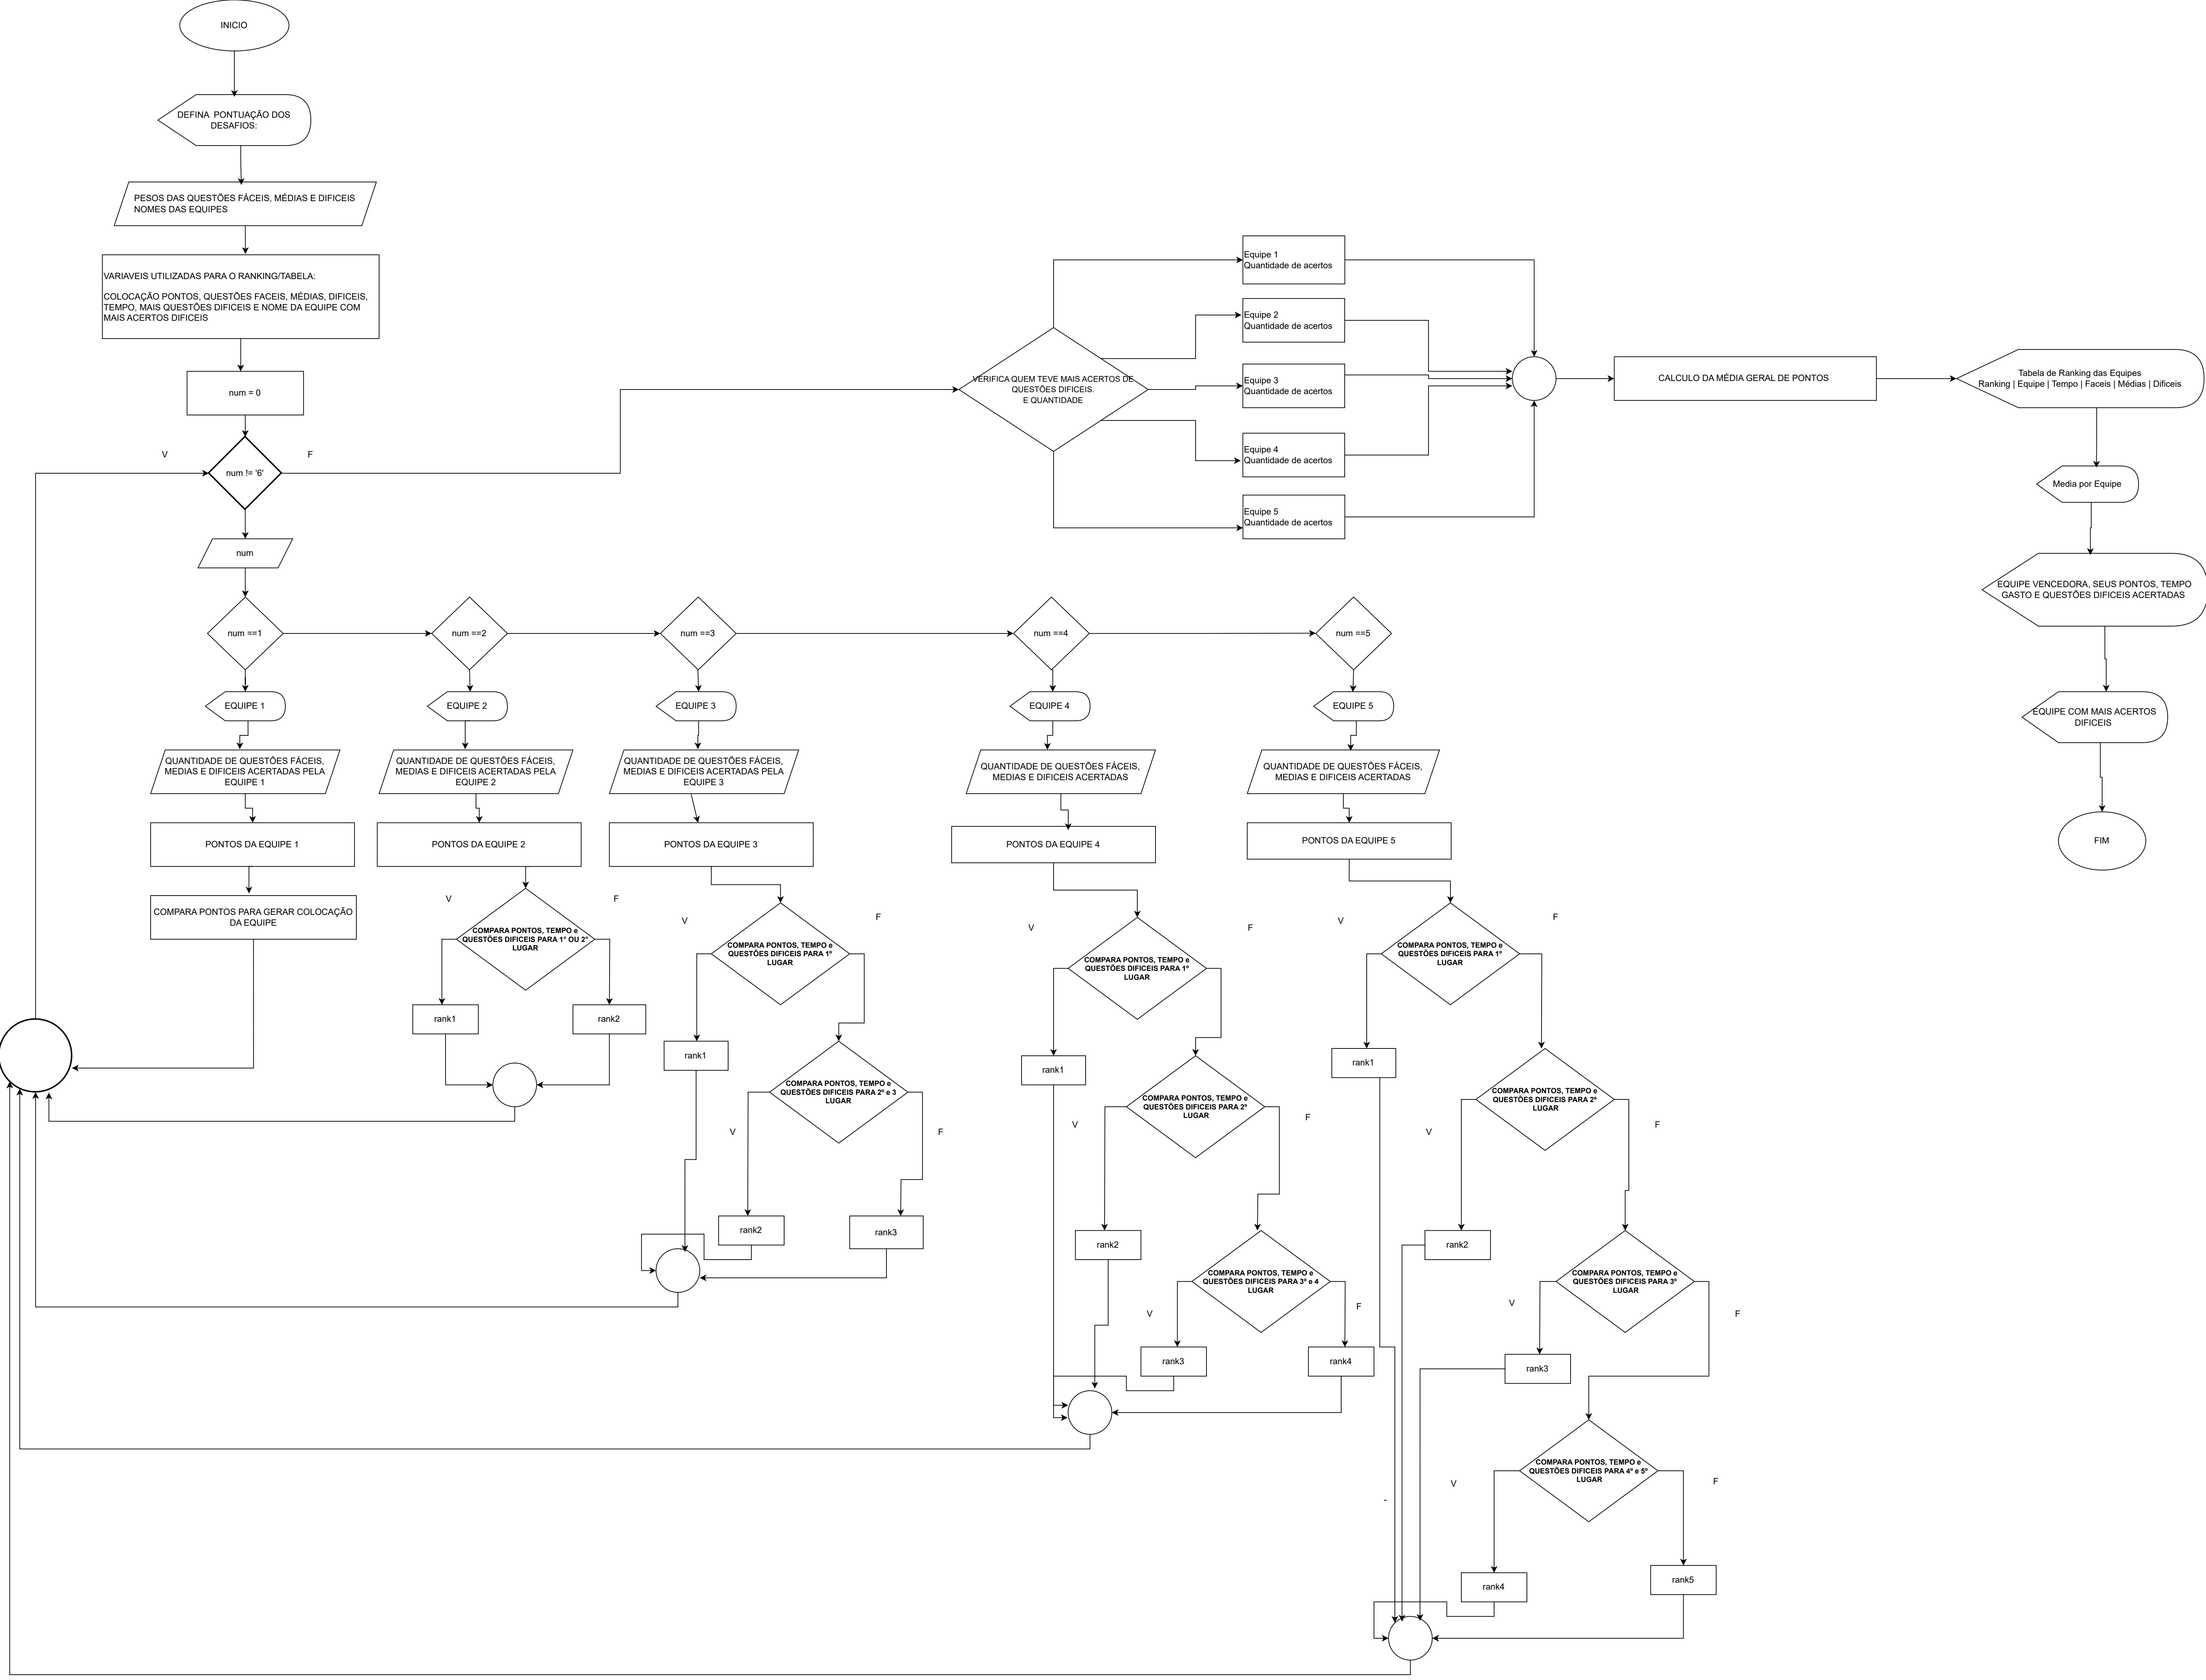 INICIO
DEFINA PONTUAÇÃO DOS
DESAFIOS:
PESOS DAS QUESTÕES FÁCEIS, MÉDIAS E DIFICEIS
NOMES DAS EQUIPES
VARIAVEIS UTILIZADAS PARA O RANKING/TABELA:
COLOCAÇÃO PONTOS, QUESTÕES FACEIS, MÉDIAS, DIFICEIS,
TEMPO, MAIS QUESTÕES DIFICEIS E NOME DA EQUIPE COM
MAIS ACERTOS DIFICEIS
num = 0
V
F
num != '6'
num
VERIFICA QUEM TEVE MAIS ACERTOS DE
QUESTÕES DIFICEIS.
E QUANTIDADE
Equipe 1
Quantidade de acertos
Equipe 2
Quantidade de acertos
Equipe 3
Quantidade de acertos
Equipe 4
Quantidade de acertos
Equipe 5
Quantidade de acertos
CALCULO DA MÉDIA GERAL DE PONTOS
Tabela de Ranking das Equipes
Ranking | Equipe | Tempo | Faceis | Médias | Dificeis
Media por Equipe
EQUIPE VENCEDORA, SEUS PONTOS, TEMPO
GASTO E QUESTÕES DIFICEIS ACERTADAS
EQUIPE COM MAIS ACERTOS
DIFICEIS
FIM
num ==1
num ==2
num ==3
num ==4
num ==5
EQUIPE 1
EQUIPE 2
EQUIPE 3
EQUIPE 4
EQUIPE 5
QUANTIDADE DE QUESTÕES FÁCEIS,
MEDIAS E DIFICEIS ACERTADAS PELA
EQUIPE 1
QUANTIDADE DE QUESTÕES FÁCEIS,
MEDIAS E DIFICEIS ACERTADAS PELA
EQUIPE 2
QUANTIDADE DE QUESTÕES FÁCEIS,
MEDIAS E DIFICEIS ACERTADAS PELA
EQUIPE 3
QUANTIDADE DE QUESTÕES FÁCEIS,
MEDIAS E DIFICEIS ACERTADAS
QUANTIDADE DE QUESTÕES FÁCEIS,
MEDIAS E DIFICEIS ACERTADAS
PONTOS DA EQUIPE 1
PONTOS DA EQUIPE 2
PONTOS DA EQUIPE 3
PONTOS DA EQUIPE 4
PONTOS DA EQUIPE 5
COMPARA PONTOS PARA GERAR COLOCAÇÃO
DA EQUIPE
V
F
COMPARA PONTOS, TEMPO e
QUESTÕES DIFICEIS PARA 1° OU 2°
LUGAR
rank1
rank2
V
F
COMPARA PONTOS, TEMPO e
QUESTÕES DIFICEIS PARA 1º
LUGAR
rank1
COMPARA PONTOS, TEMPO e
QUESTÕES DIFICEIS PARA 2º e 3
LUGAR
V
F
rank2
rank3
V
F
COMPARA PONTOS, TEMPO e
QUESTÕES DIFICEIS PARA 1º
LUGAR
rank1
COMPARA PONTOS, TEMPO e
QUESTÕES DIFICEIS PARA 2º
LUGAR
V
F
rank2
COMPARA PONTOS, TEMPO e
QUESTÕES DIFICEIS PARA 3º e 4
LUGAR
V
F
rank3
rank4
V
F
COMPARA PONTOS, TEMPO e
QUESTÕES DIFICEIS PARA 1º
LUGAR
rank1
COMPARA PONTOS, TEMPO e
QUESTÕES DIFICEIS PARA 2º
LUGAR
V
F
rank2
COMPARA PONTOS, TEMPO e
QUESTÕES DIFICEIS PARA 3º
LUGAR
V
F
rank3
COMPARA PONTOS, TEMPO e
QUESTÕES DIFICEIS PARA 4º e 5º
LUGAR
V
F
-
rank4
rank5